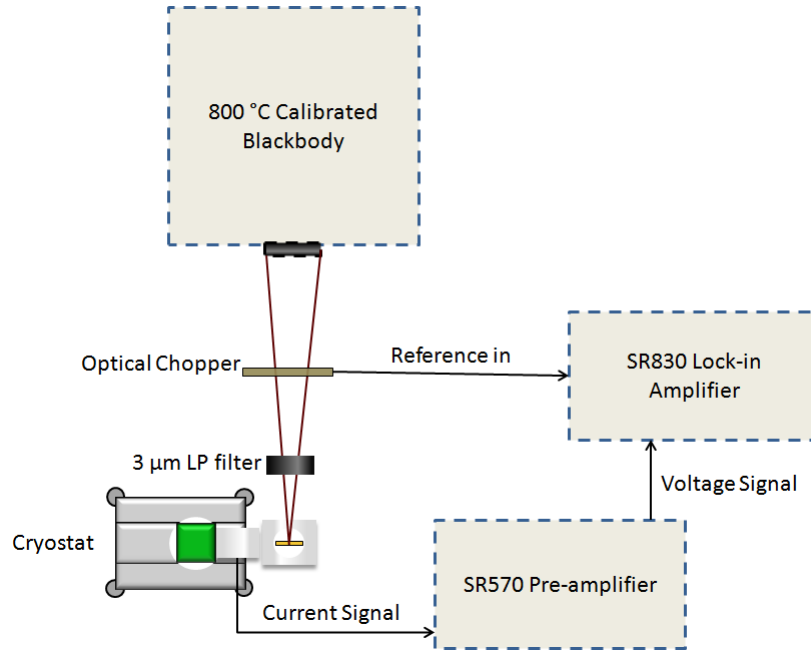 800 °C Calibrated
Blackbody
Optical Chopper
Reference in
SR830 Lock-in
Amplifier
3 μm LP filter
Voltage Signal
Cryostat
SR570 Pre-amplifier
Current Signal